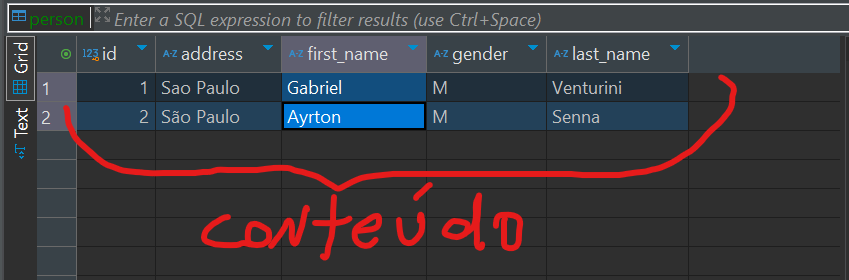 person Enter a SQL expression to filter results (use Ctrl+Space)
Grid
Text
123 id A-Z address A-Z first_name A-Z gender A-Z last_name
1 1 Sao Paulo Gabriel M Venturini
2 2 São Paulo Ayrton M Senna
conteúdo